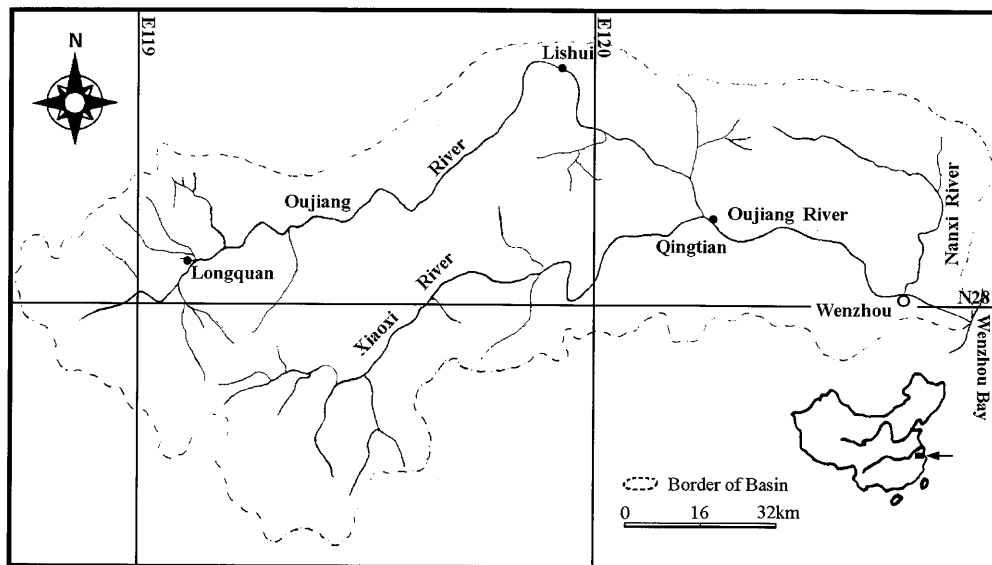 N
E119
E120
Lishui
Oujiang River
Oujiang River
Qingtian
Nanxi River
Longquan
Xiaoxi River
Wenzhou
N28
Wenzhou Bay
Border of Basin
0 16 32km